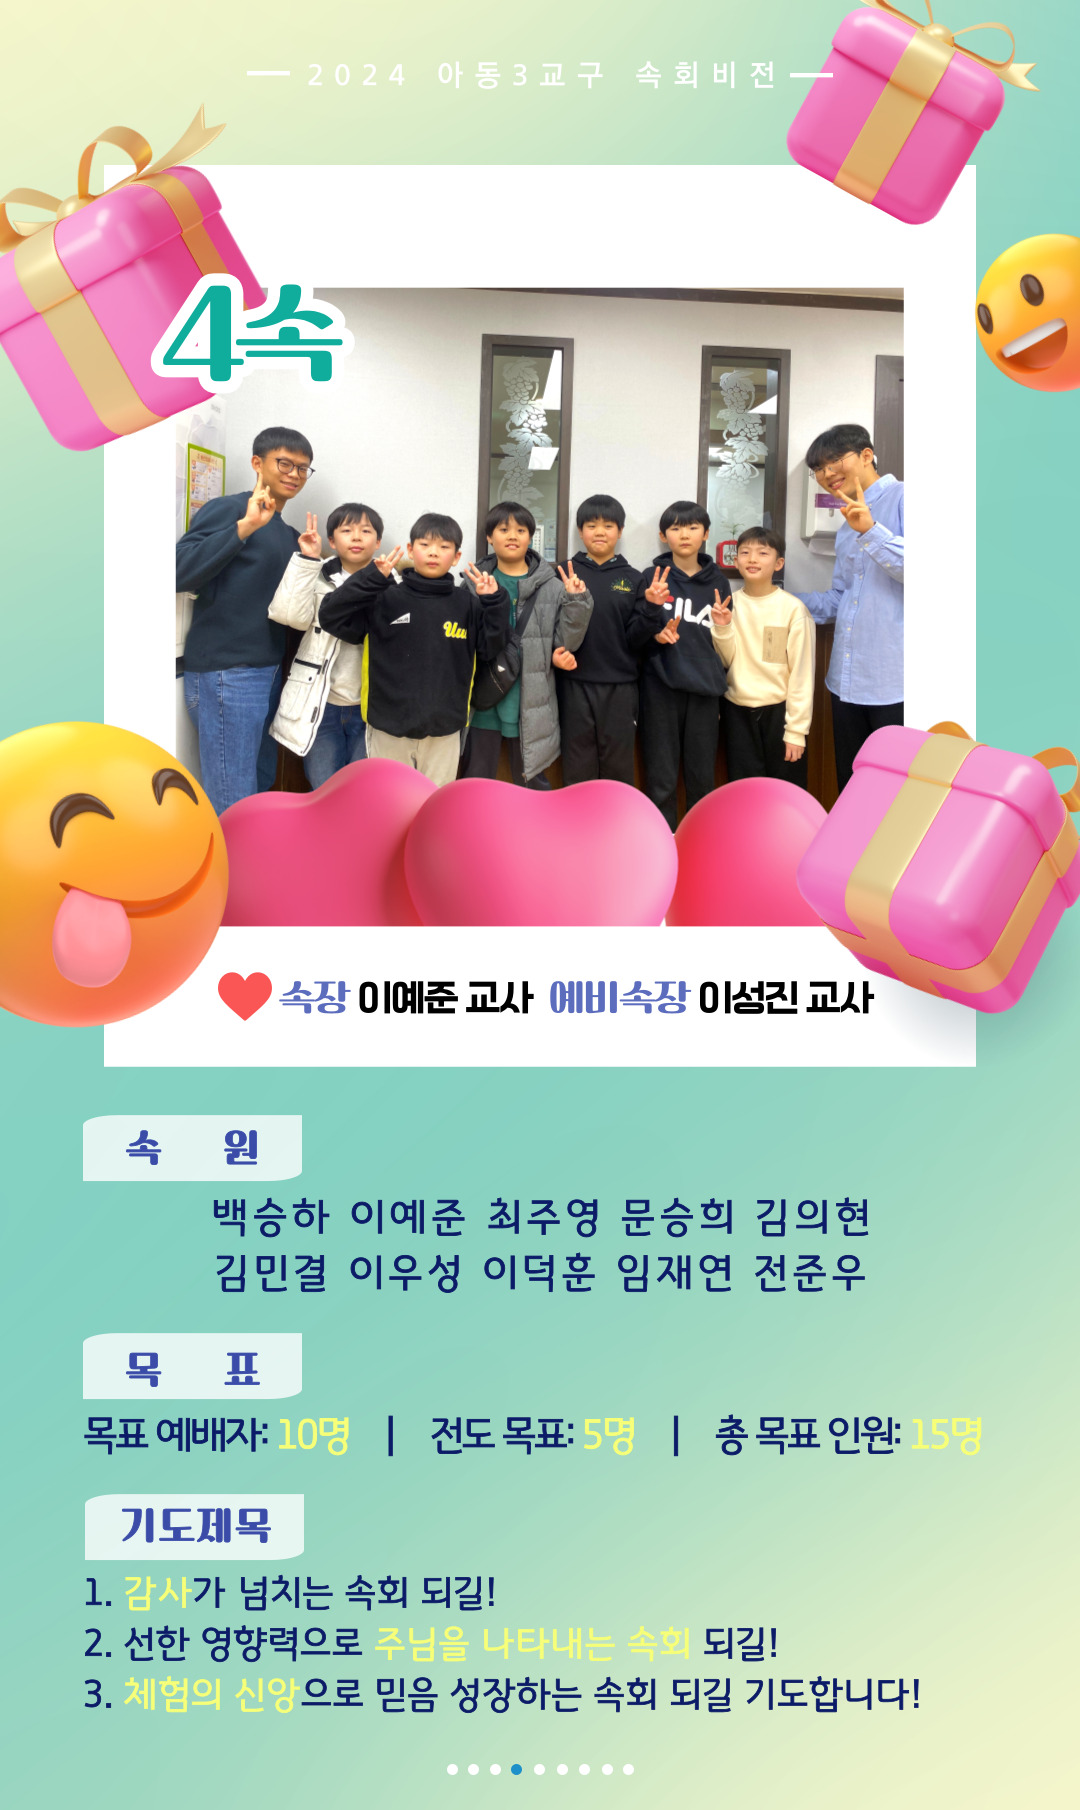 2024 아동3교구 속회비전
4속
속장 이예준 교사 예비속장 이성진 교사
속 원
백승하 이예준 최주영 문승희 김의현
김민결 이우성 이덕훈 임재연 전준우
목 표
목표 예배자: 10명 | 전도 목표: 5명 | 총 목표 인원: 15명
기도제목
1. 감사가 넘치는 속회 되길!
2. 선한 영향력으로 주님을 나타내는 속회 되길!
3. 체험의 신앙으로 믿음 성장하는 속회 되길 기도합니다!